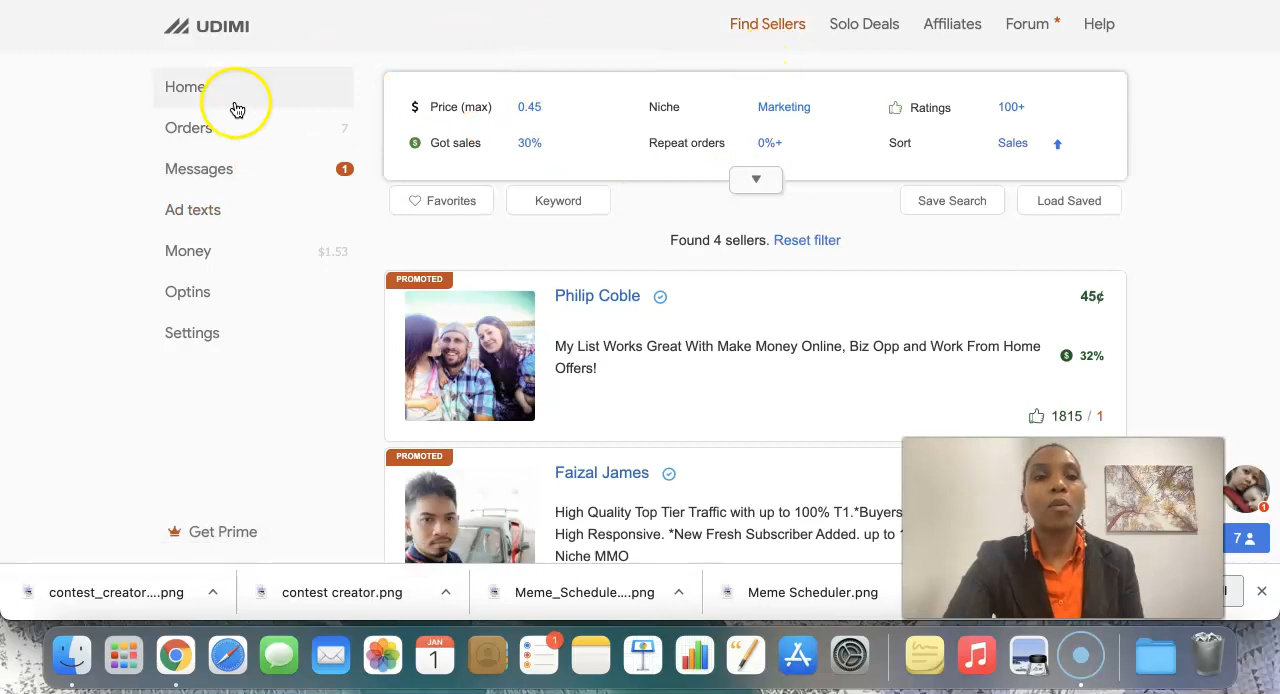 UDIMI
Find Sellers
Solo Deals
Affiliates
Forum *
Help
Home
Orders 7
Messages 1
Ad texts
Money $1.53
Optins
Settings
Get Prime
$ Price (max) 0.45
Niche Marketing
Ratings 100+
Got sales 30%
Repeat orders 0%+
Sort Sales
Favorites
Keyword
Save Search
Load Saved
Found 4 sellers. Reset filter
PROMOTED
Philip Coble
45¢
My List Works Great With Make Money Online, Biz Opp and Work From Home
Offers!
$ 32%
1815 / 1
PROMOTED
Faizal James
High Quality Top Tier Traffic with up to 100% T1.*Buyers
High Responsive. *New Fresh Subscriber Added. up to
Niche MMO
1
7
contest_creator....png
contest creator.png
Meme_Schedule....png
Meme Scheduler.png
JAN
1
1